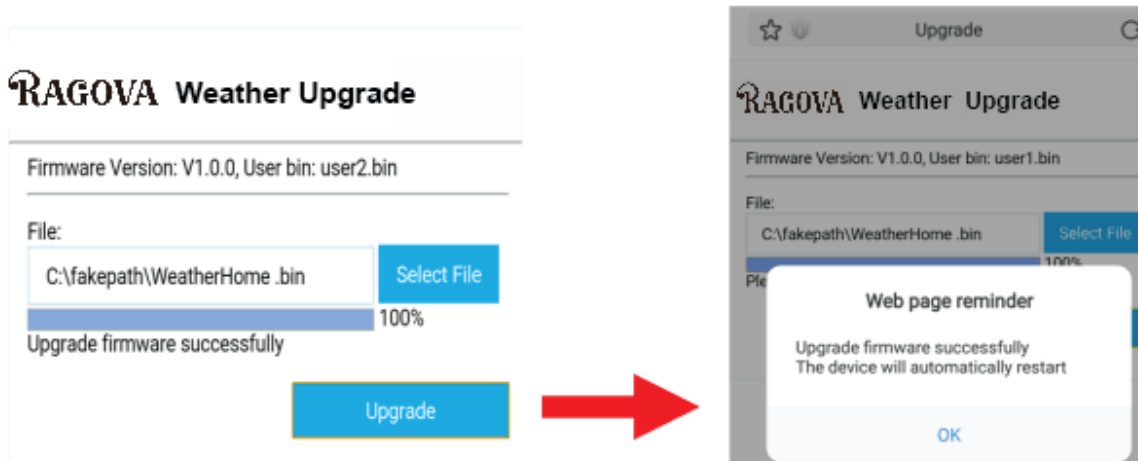 RAGOVA Weather Upgrade
Firmware Version: V1.0.0, User bin: user2.bin
File:
C:\fakepath\WeatherHome .bin
Select File
100%
Upgrade firmware successfully
Upgrade
Upgrade
RAGOVA Weather Upgrade
Firmware Version: V1.0.0, User bin: user1.bin
File:
C:\fakepath\WeatherHome .bin
Select File
100%
Ple
Web page reminder
Upgrade firmware successfully
The device will automatically restart
OK